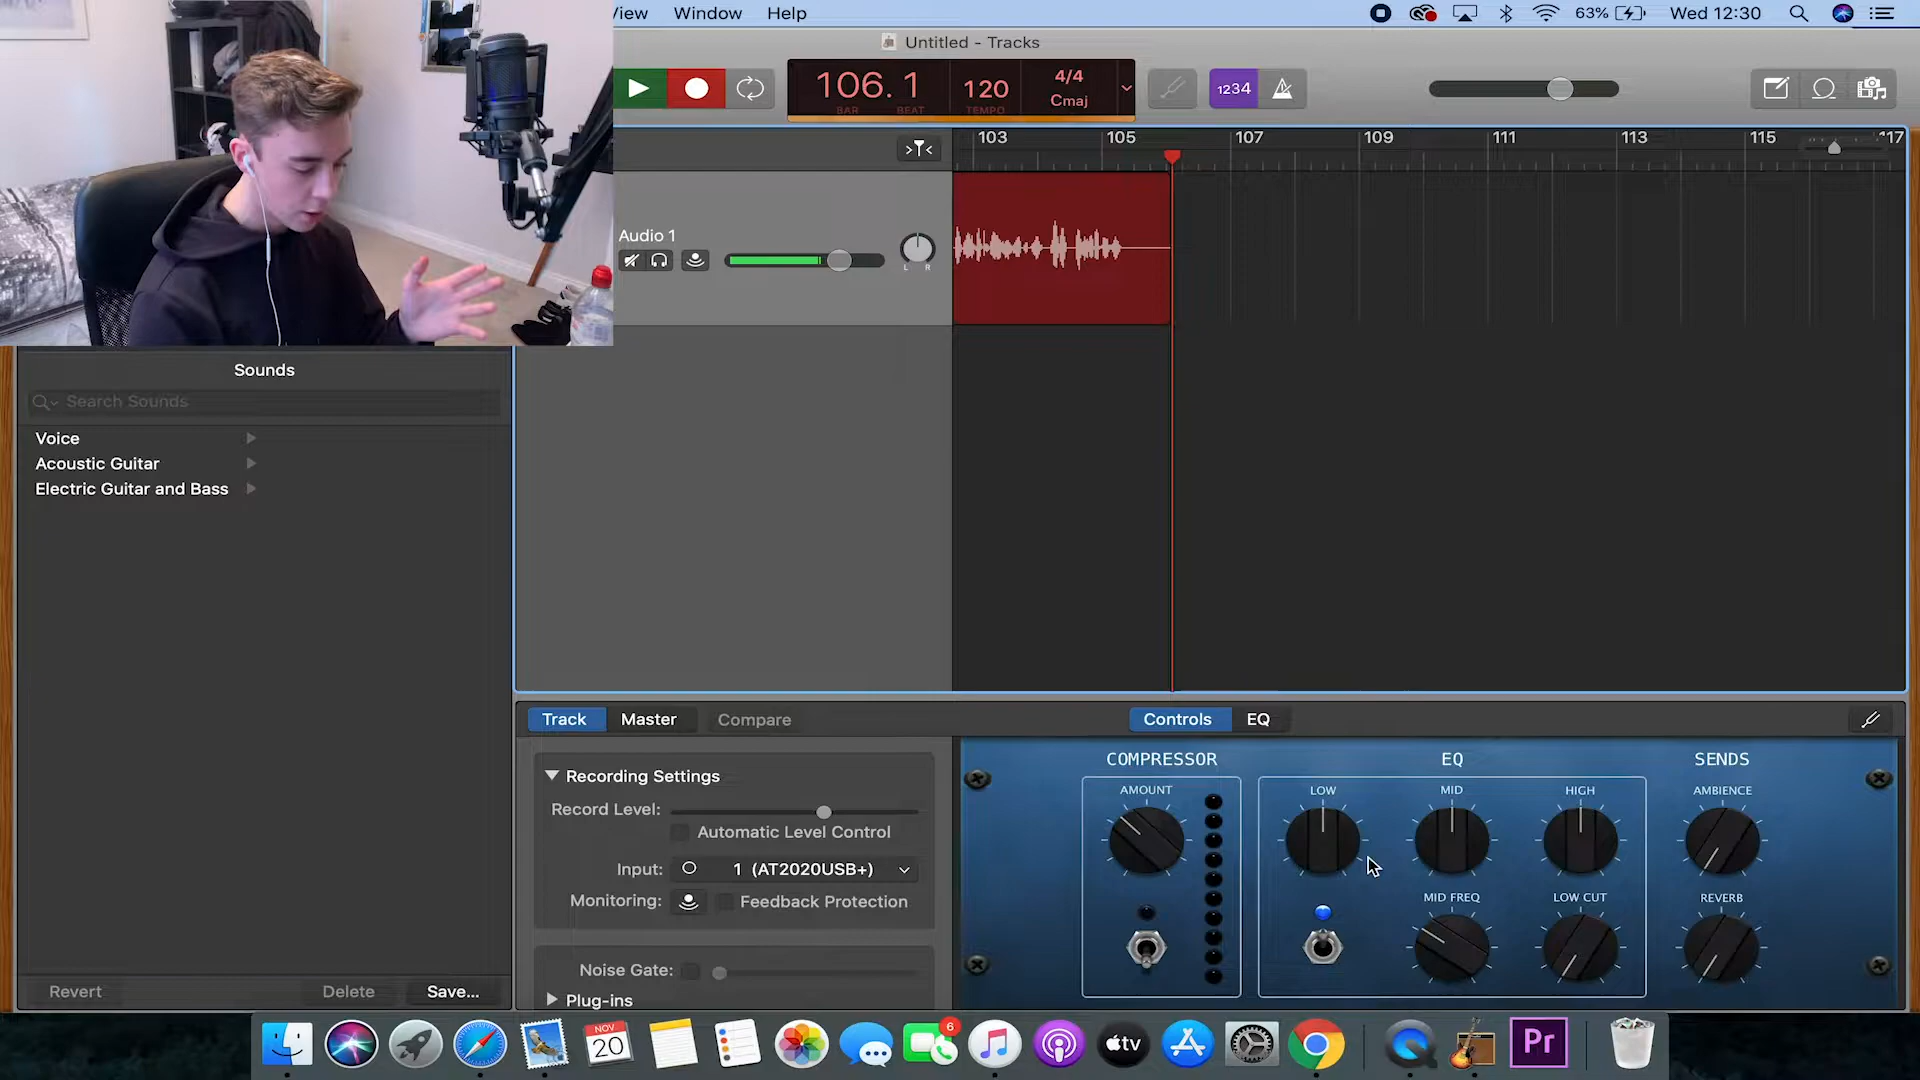 View Window Help 63% Wed 12:30
Untitled - Tracks
106. 1 120 4/4 1234
Cmaj
BAR BEAT TEMPO
103 105 107 109 111 113 115 117
Audio 1
L R
Sounds
Search Sounds
Voice
Acoustic Guitar
Electric Guitar and Bass
Revert Delete Save...
Track Master Compare Controls EQ
Recording Settings
Record Level:
Automatic Level Control
Input: 1 (AT2020USB+)
Monitoring: Feedback Protection
Noise Gate:
Plug-ins
COMPRESSOR EQ SENDS
AMOUNT LOW MID HIGH AMBIENCE
MID FREQ LOW CUT REVERB
NOV
20
6
tv
Pr